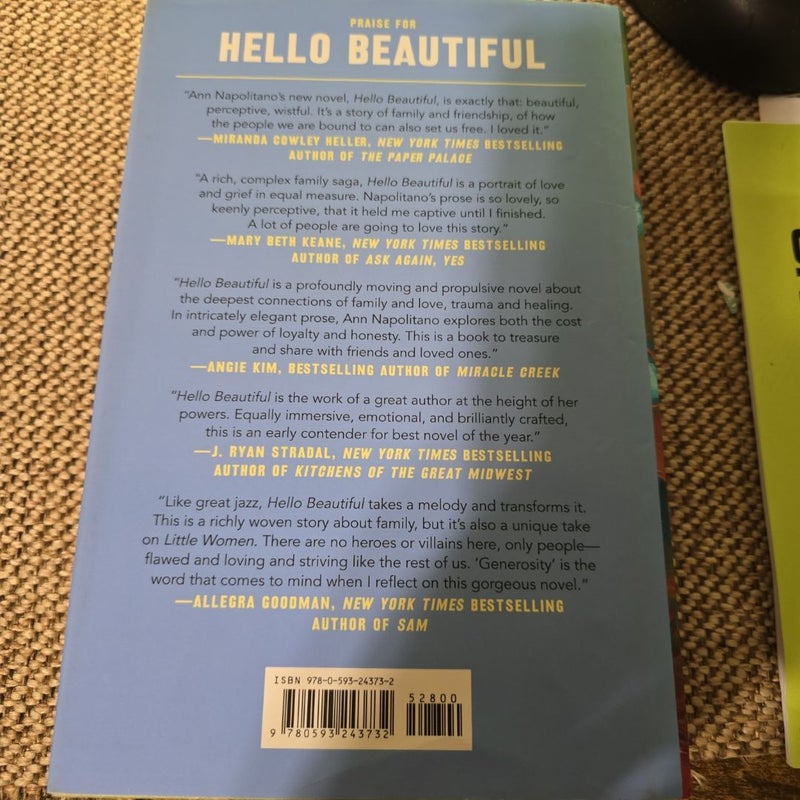 PRAISE FOR
HELLO BEAUTIFUL
"Ann Napolitano's new novel, Hello Beautiful, is exactly that: beautiful,
perceptive, wistful. It's a story of family and friendship, of how
the people we are bound to can also set us free. I loved it."
—MIRANDA COWLEY HELLER, NEW YORK TIMES BESTSELLING
AUTHOR OF THE PAPER PALACE
"A rich, complex family saga, Hello Beautiful is a portrait of love
and grief in equal measure. Napolitano's prose is so lovely, so
keenly perceptive, that it held me captive until I finished.
A lot of people are going to love this story."
—MARY BETH KEANE, NEW YORK TIMES BESTSELLING
AUTHOR OF ASK AGAIN, YES
"Hello Beautiful is a profoundly moving and propulsive novel about
the deepest connections of family and love, trauma and healing.
In intricately elegant prose, Ann Napolitano explores both the cost
and power of loyalty and honesty. This is a book to treasure
and share with friends and loved ones."
—ANGIE KIM, BESTSELLING AUTHOR OF MIRACLE CREEK
"Hello Beautiful is the work of a great author at the height of her
powers. Equally immersive, emotional, and brilliantly crafted,
this is an early contender for best novel of the year."
—J. RYAN STRADAL, NEW YORK TIMES BESTSELLING
AUTHOR OF KITCHENS OF THE GREAT MIDWEST
"Like great jazz, Hello Beautiful takes a melody and transforms it.
This is a richly woven story about family, but it's also a unique take
on Little Women. There are no heroes or villains here, only people—
flawed and loving and striving like the rest of us. 'Generosity' is the
word that comes to mind when I reflect on this gorgeous novel."
—ALLEGRA GOODMAN, NEW YORK TIMES BESTSELLING
AUTHOR OF SAM
ISBN 978-0-593-24373-2
52800
9 780593 243732